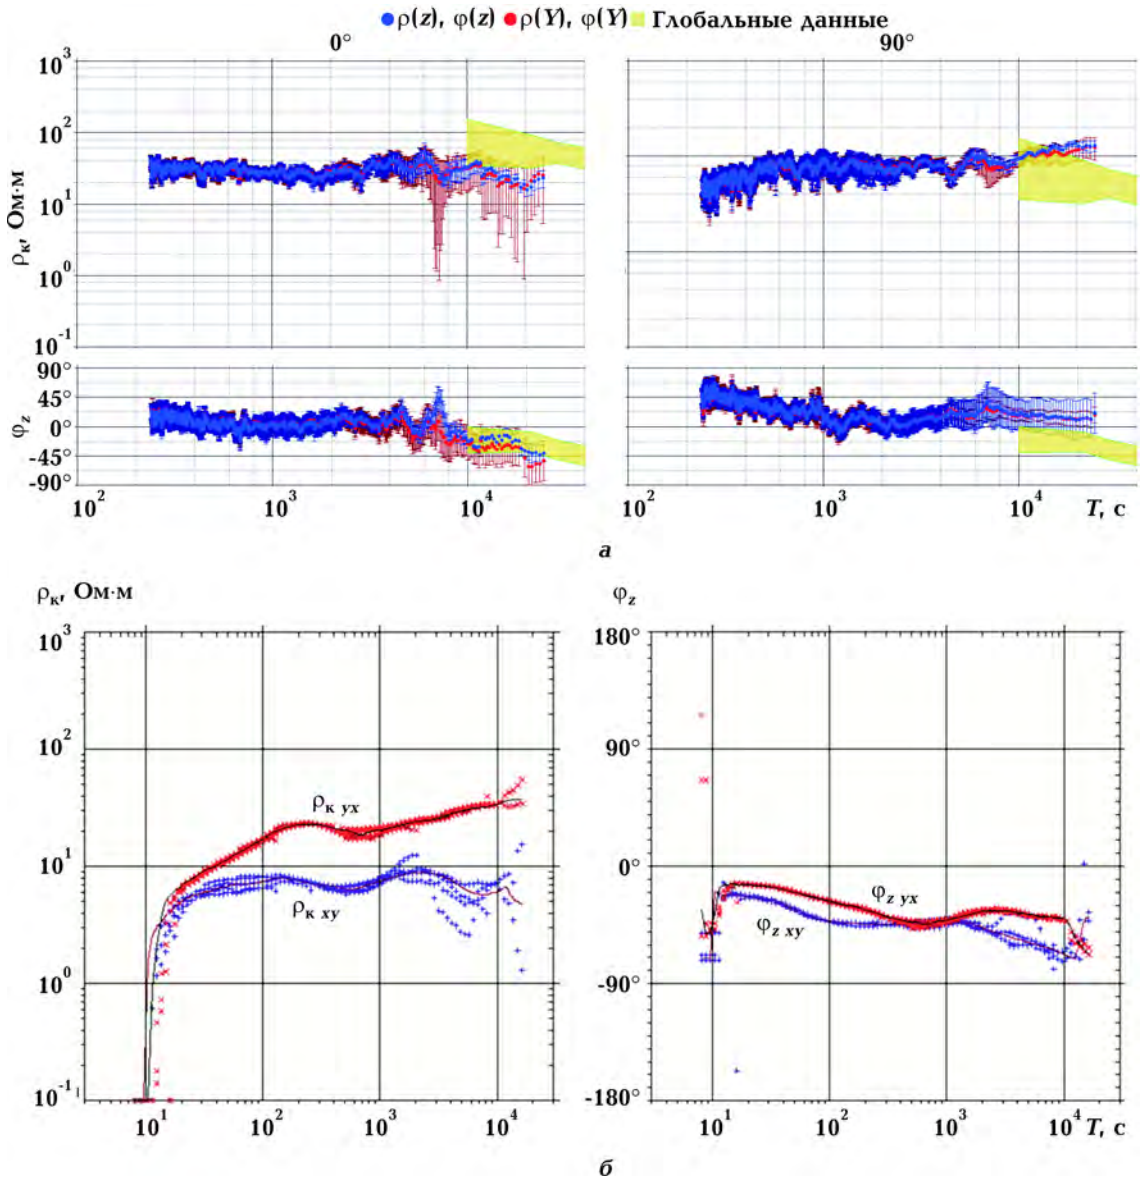 ρ(z), φ(z) ρ(Y), φ(Y) Глобальные данные
0° 90°
10³
10²
10¹
10⁰
10⁻¹
ρк, Ом·м
90°
45°
0°
-45°
-90°
φz
10² 10³ 10⁴ 10² 10³ 10⁴ T, с
а
ρк, Ом·м φz
10³
10²
10¹
10⁰
10⁻¹
ρк yx
ρк xy
10¹ 10² 10³ 10⁴
180°
90°
0°
-90°
-180°
φz yx
φz xy
10¹ 10² 10³ 10⁴ T, с
б